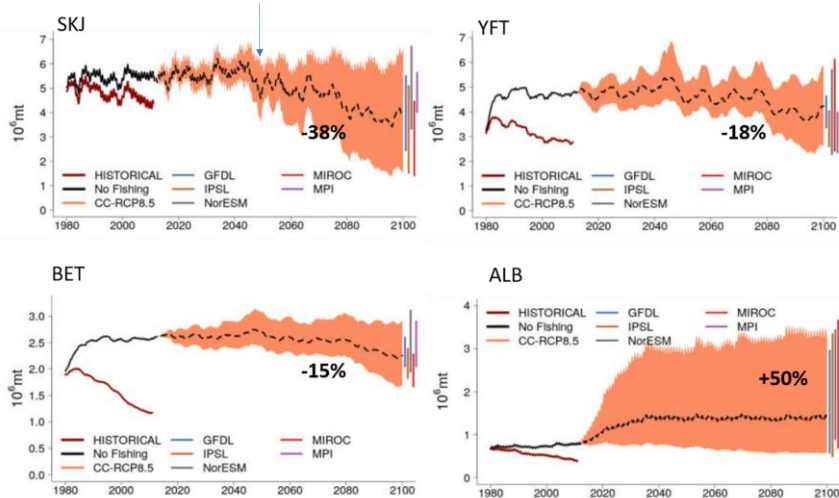 SKJ
7
6
5
4
3
2
1
0
10⁶mt
-38%
HISTORICAL GFDL MIROC
No Fishing IPSL MPI
CC-RCP8.5 NorESM
1980 2000 2020 2040 2060 2080 2100
YFT
7
6
5
4
3
2
1
0
10⁶mt
-18%
HISTORICAL GFDL MIROC
No Fishing IPSL MPI
CC-RCP8.5 NorESM
1980 2000 2020 2040 2060 2080 2100
BET
3.0
2.5
2.0
1.5
1.0
0.5
0.0
10⁶mt
-15%
HISTORICAL GFDL MIROC
No Fishing IPSL MPI
CC-RCP8.5 NorESM
1980 2000 2020 2040 2060 2080 2100
ALB
4
3
2
1
0
10⁶mt
HISTORICAL GFDL MIROC
No Fishing IPSL MPI
CC-RCP8.5 NorESM
+50%
1980 2000 2020 2040 2060 2080 2100